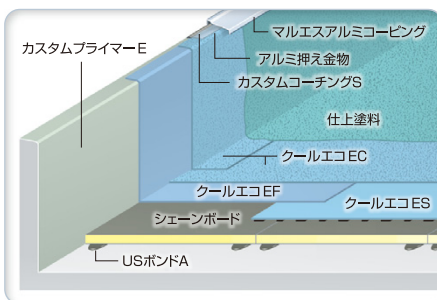 マルエスアルミコーピング
カスタムプライマーE
アルミ押え金物
カスタムコーチングS
仕上塗料
クールエコEC
クールエコEF
クールエコES
シェーンボード
USボンドA